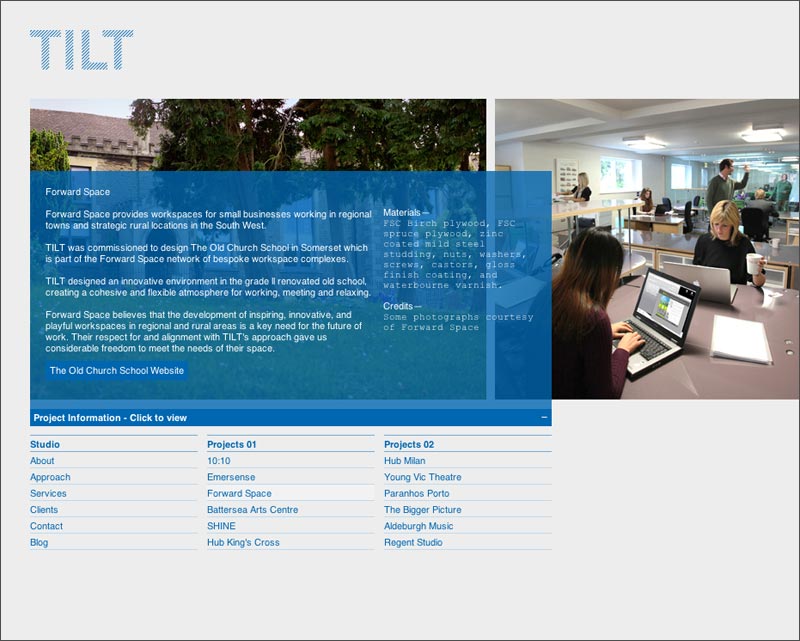 TILT
Forward Space
Forward Space provides workspaces for small businesses working in regional
towns and strategic rural locations in the South West.
TILT was commissioned to design The Old Church School in Somerset which
is part of the Forward Space network of bespoke workspace complexes.
TILT designed an innovative environment in the grade II renovated old school,
creating a cohesive and flexible atmosphere for working, meeting and relaxing.
Forward Space believes that the development of inspiring, innovative, and
playful workspaces in regional and rural areas is a key need for the future of
work. Their respect for and alignment with TILT's approach gave us
considerable freedom to meet the needs of their space.
The Old Church School Website
Materials—
FSC Birch plywood, FSC
spruce plywood, zinc
coated mild steel
studding, nuts, washers,
screws, castors, gloss
finish coating, and
waterbourne varnish.
Credits—
Some photographs courtesy
of Forward Space
Project Information - Click to view –
Studio
About
Approach
Services
Clients
Contact
Blog
Projects 01
10:10
Emersense
Forward Space
Battersea Arts Centre
SHINE
Hub King's Cross
Projects 02
Hub Milan
Young Vic Theatre
Paranhos Porto
The Bigger Picture
Aldeburgh Music
Regent Studio